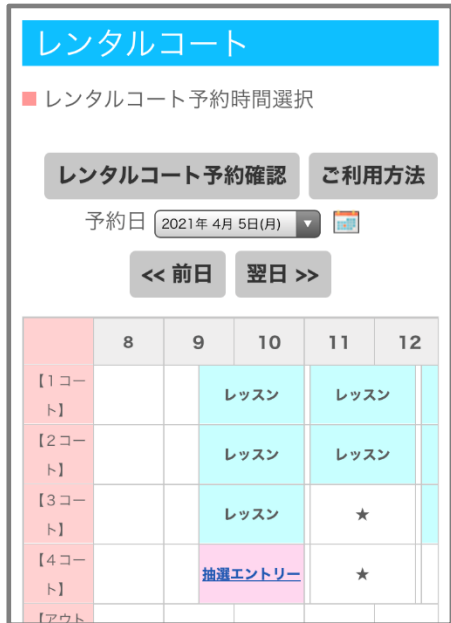 レンタルコート
■ レンタルコート予約時間選択
レンタルコート予約確認 ご利用方法
予約日 2021年 4月 5日(月)
<< 前日 翌日 >>
8 9 10 11 12
【1コー
ト】
レッスン レッスン
【2コー
ト】
レッスン レッスン
【3コー
ト】
レッスン ★
【4コー
ト】
抽選エントリー ★
【アウト